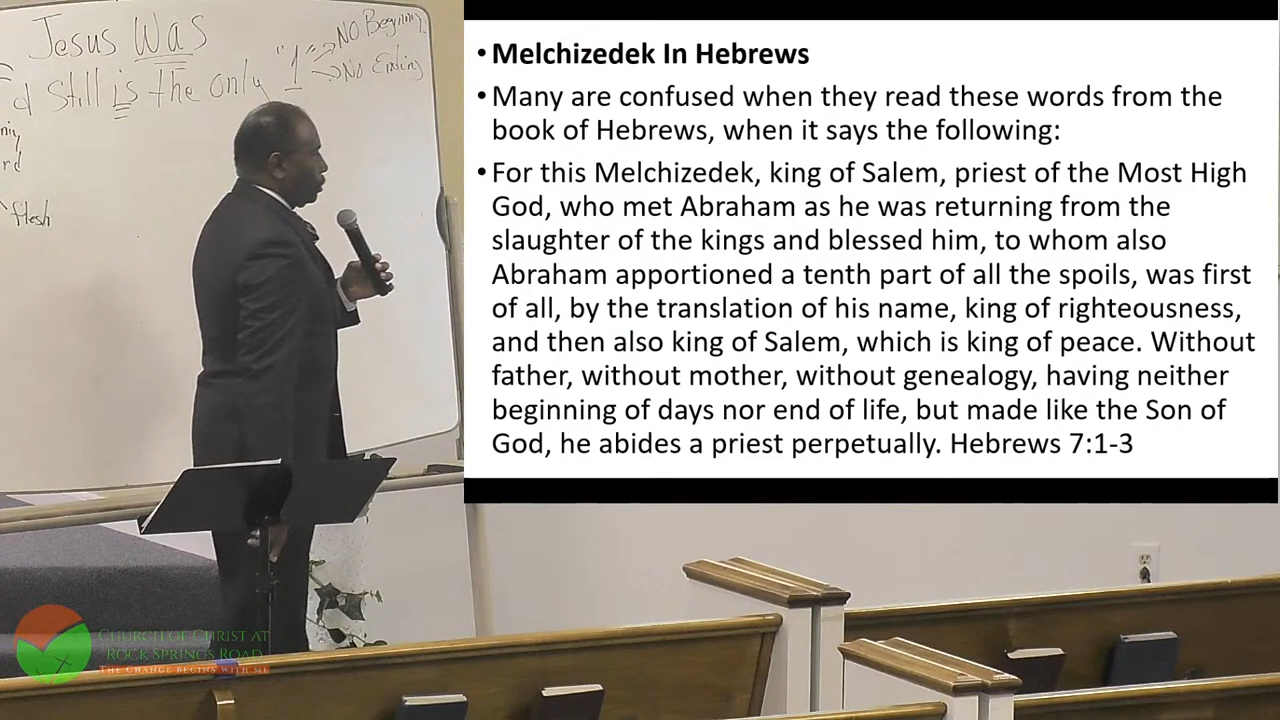 Jesus Was
d Still is the only "1"
NO Beginning
No Ending
rd
flesh
• Melchizedek In Hebrews
• Many are confused when they read these words from the
book of Hebrews, when it says the following:
• For this Melchizedek, king of Salem, priest of the Most High
God, who met Abraham as he was returning from the
slaughter of the kings and blessed him, to whom also
Abraham apportioned a tenth part of all the spoils, was first
of all, by the translation of his name, king of righteousness,
and then also king of Salem, which is king of peace. Without
father, without mother, without genealogy, having neither
beginning of days nor end of life, but made like the Son of
God, he abides a priest perpetually. Hebrews 7:1-3
Church of Christ at
Rock Springs Road
The Change Begins With Me